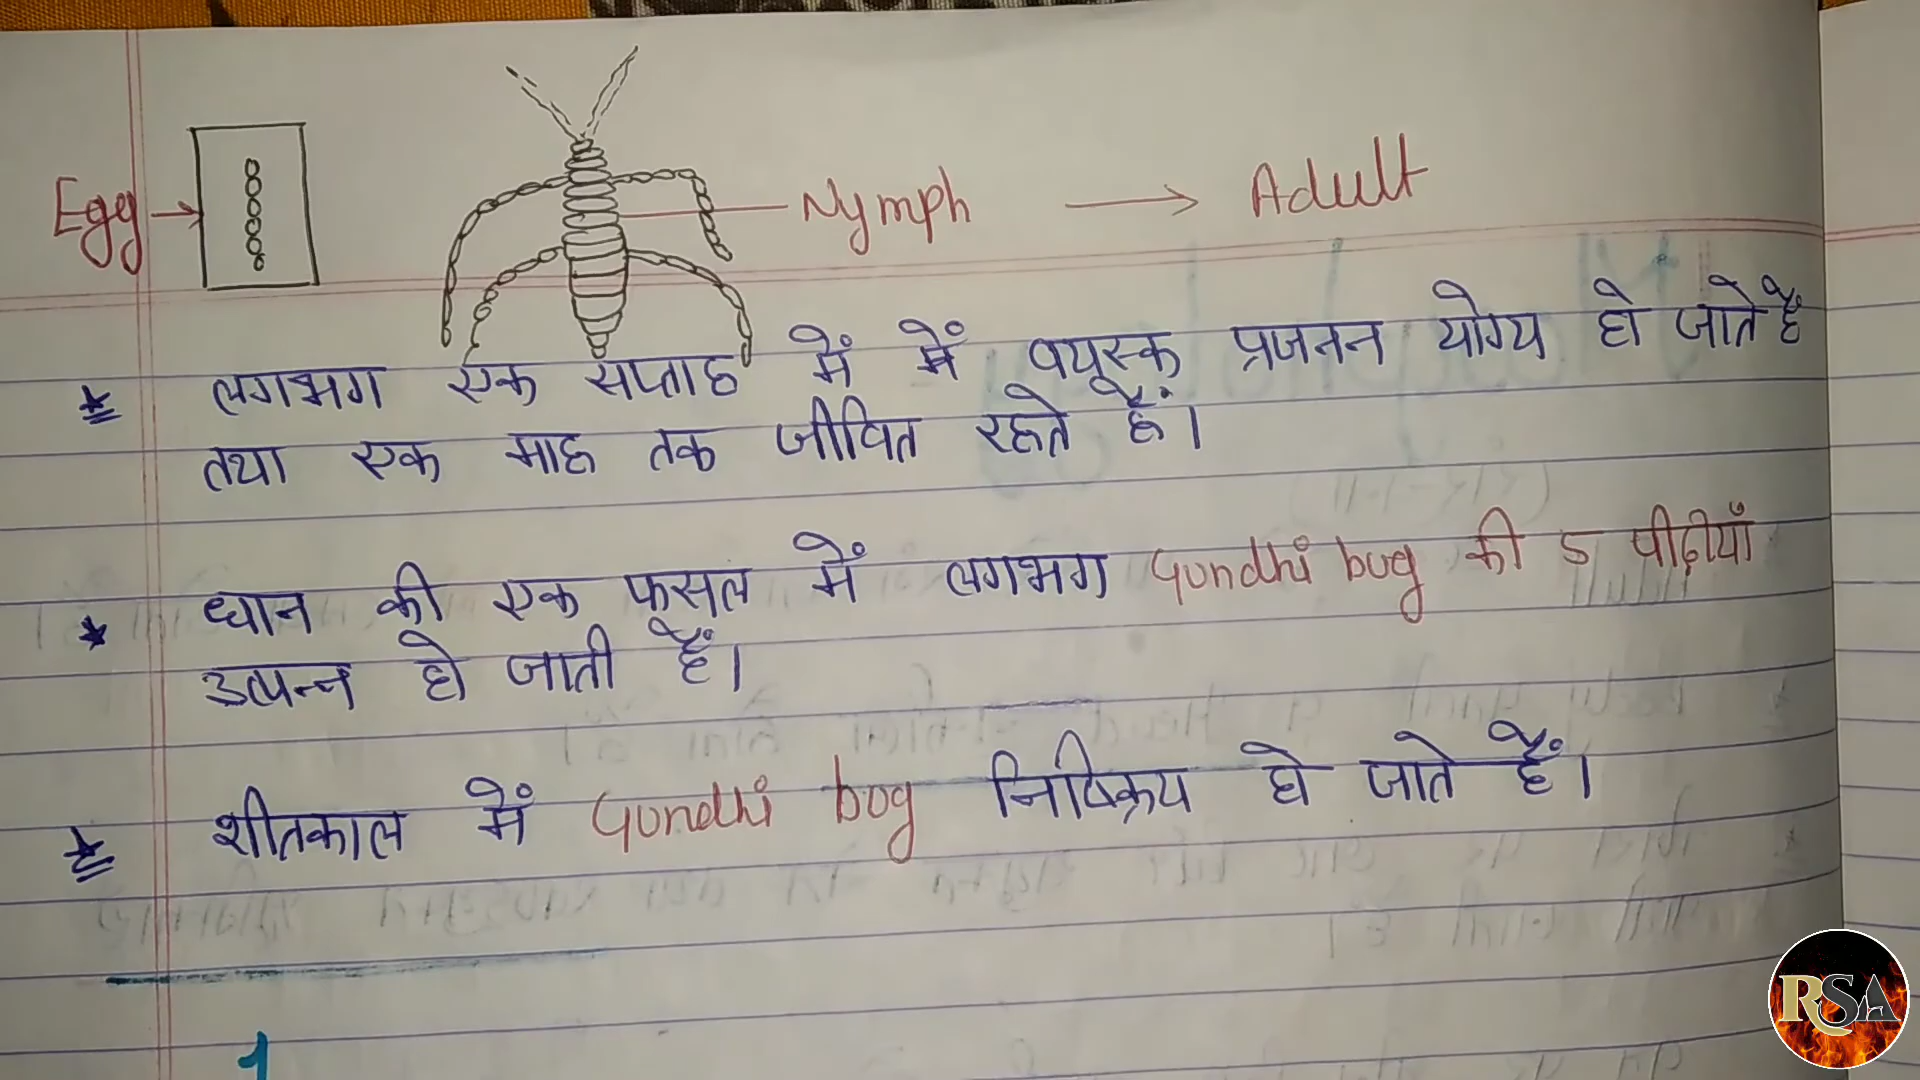 Egg → Nymph → Adult
लगभग एक सप्ताह में में वयूस्क प्रजनन योग्य हो जाते है
तथा एक माह तक जीवित रहते हैं।
धान की एक फसल में लगभग Gundhi bug की 5 पीढ़ीयाँ
उत्पन्न हो जाती हैं।
शीतकाल में Gundhi bug निष्क्रिय हो जाते हैं।
RSA